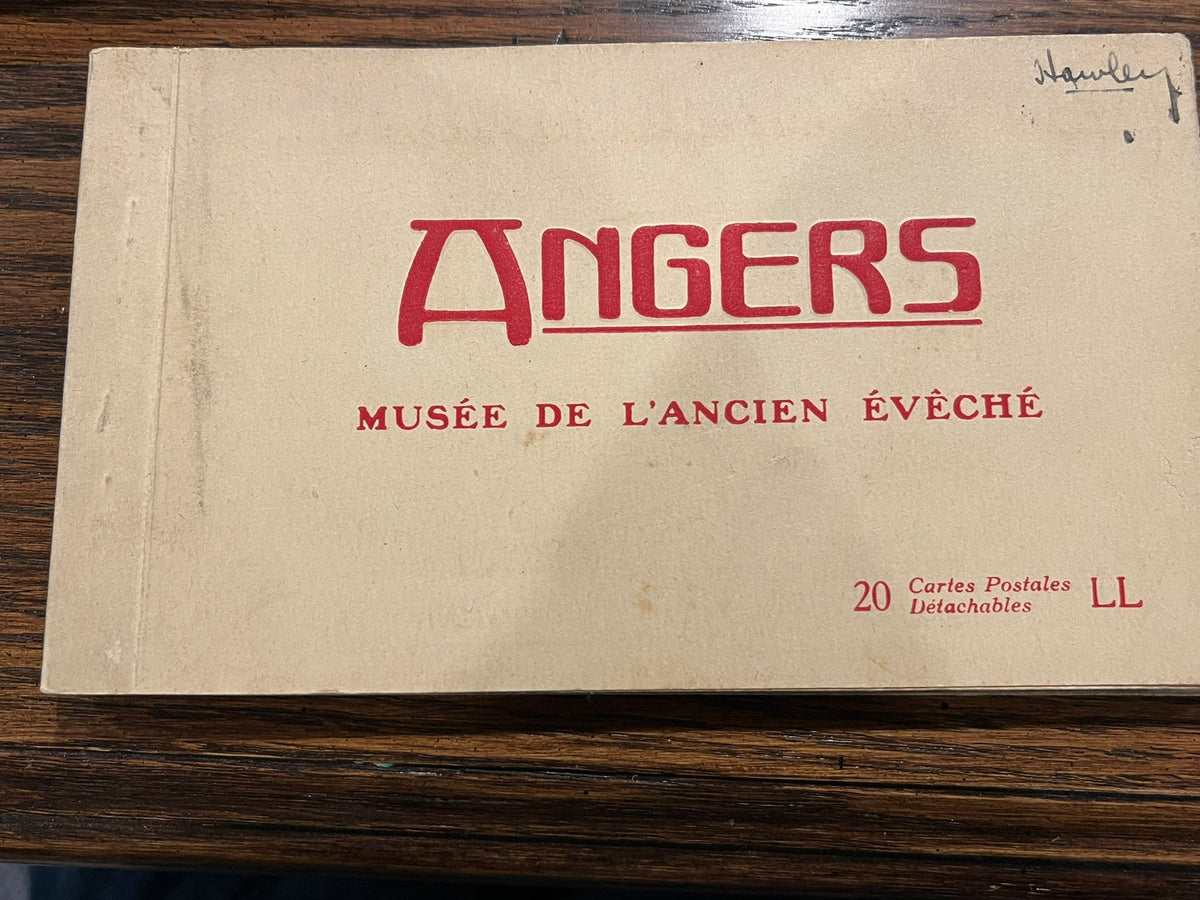 Hawley
ANGERS
MUSÉE DE L'ANCIEN ÉVÊCHÉ
20 Cartes Postales Détachables LL